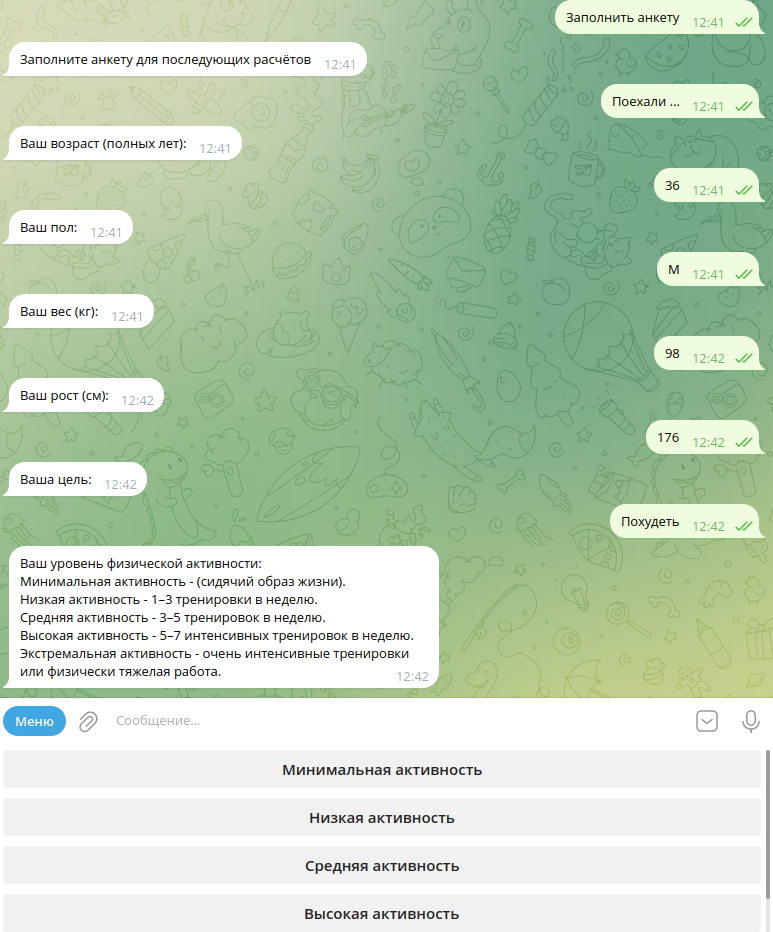 Заполнить анкету 12:41
Заполните анкету для последующих расчётов 12:41
Поехали ... 12:41
Ваш возраст (полных лет): 12:41
36 12:41
Ваш пол: 12:41
М 12:41
Ваш вес (кг): 12:41
98 12:42
Ваш рост (см): 12:42
176 12:42
Ваша цель: 12:42
Похудеть 12:42
Ваш уровень физической активности:
Минимальная активность - (сидячий образ жизни).
Низкая активность - 1–3 тренировки в неделю.
Средняя активность - 3–5 тренировок в неделю.
Высокая активность - 5–7 интенсивных тренировок в неделю.
Экстремальная активность - очень интенсивные тренировки
или физически тяжелая работа. 12:42
Меню Сообщение...
Минимальная активность
Низкая активность
Средняя активность
Высокая активность